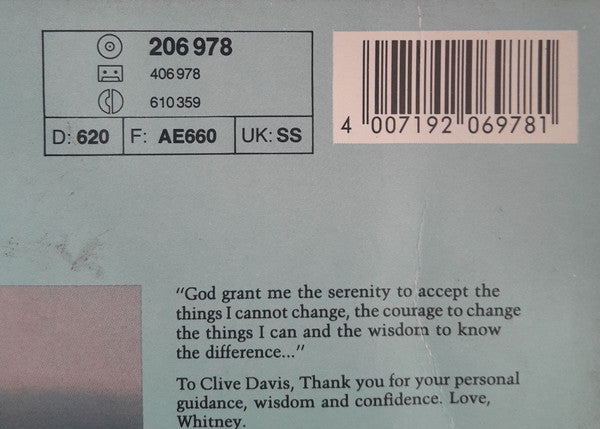 206 978
406 978
610 359
D: 620 F: AE660 UK: SS
4 007192 069781
"God grant me the serenity to accept the
things I cannot change, the courage to change
the things I can and the wisdom to know
the difference..."
To Clive Davis, Thank you for your personal
guidance, wisdom and confidence. Love,
Whitney.